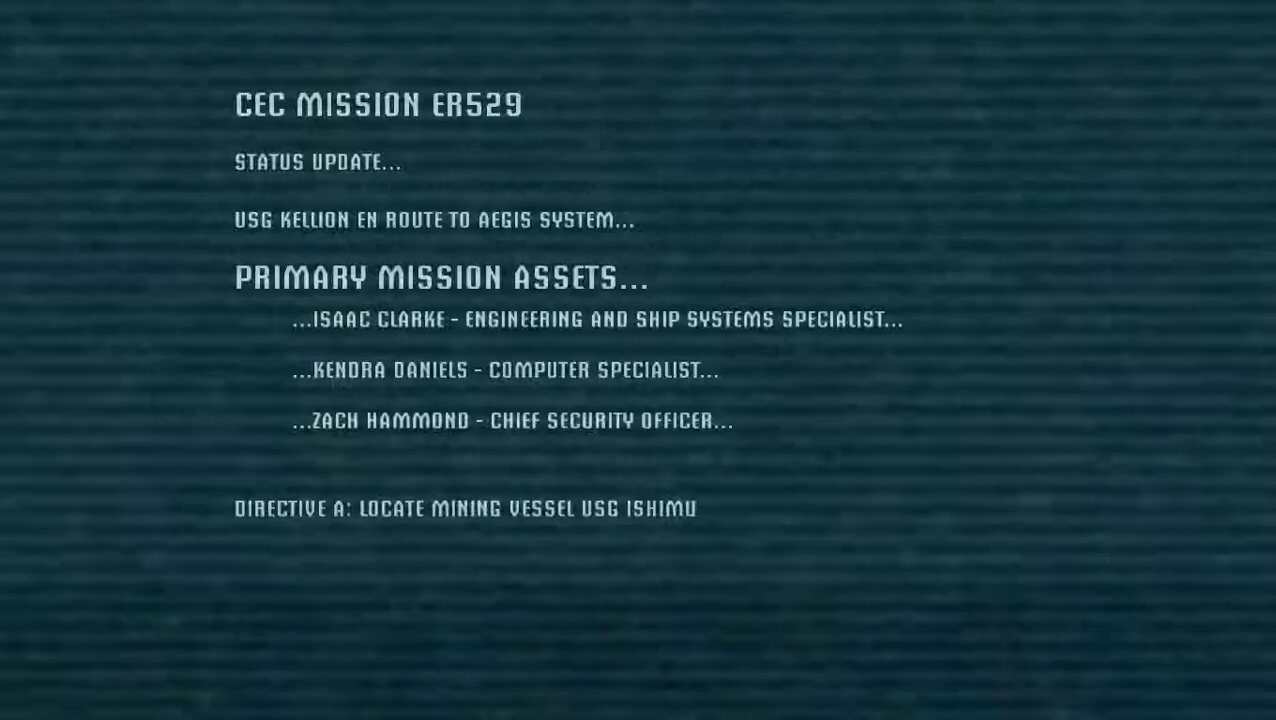 CEC MISSION ER529
STATUS UPDATE...
USG KELLION EN ROUTE TO AEGIS SYSTEM...
PRIMARY MISSION ASSETS...
...ISAAC CLARKE - ENGINEERING AND SHIP SYSTEMS SPECIALIST...
...KENDRA DANIELS - COMPUTER SPECIALIST...
...ZACH HAMMOND - CHIEF SECURITY OFFICER...
DIRECTIVE A: LOCATE MINING VESSEL USG ISHIMU